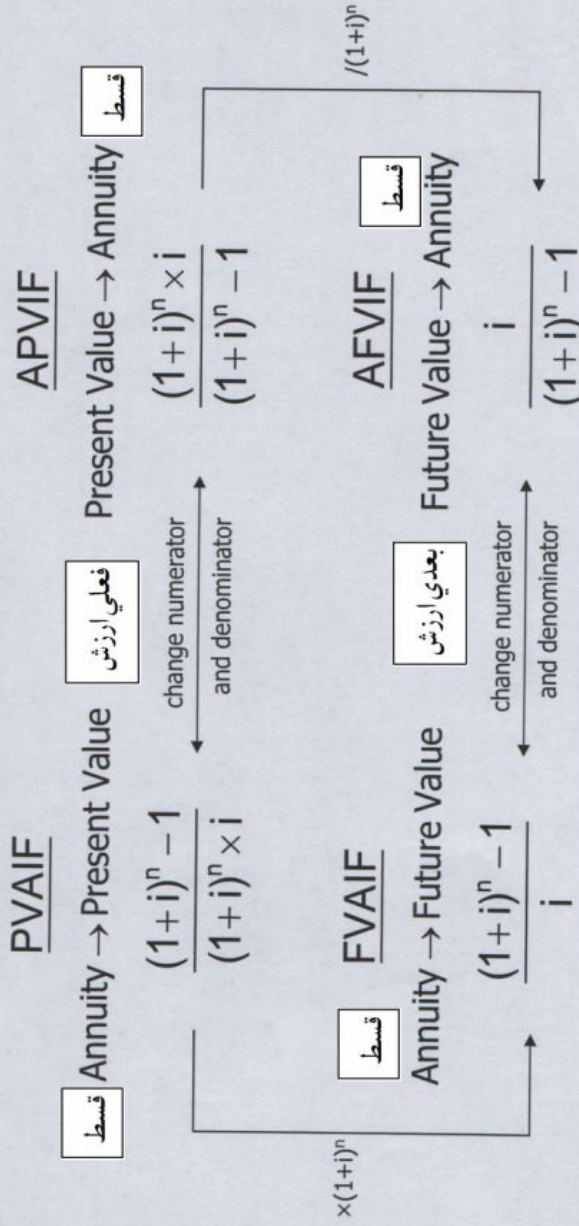 PVAIF
قسط Annuity → Present Value
(1 + i)ⁿ − 1
(1 + i)ⁿ × i
فعلي ارزش
change numerator
and denominator
APVIF
Present Value → Annuity قسط
(1 + i)ⁿ × i
(1 + i)ⁿ − 1
×(1+i)ⁿ
/(1+i)ⁿ
FVAIF
قسط
Annuity → Future Value
(1 + i)ⁿ − 1
i
بعدي ارزش
change numerator
and denominator
AFVIF
قسط
Future Value → Annuity
i
(1 + i)ⁿ − 1